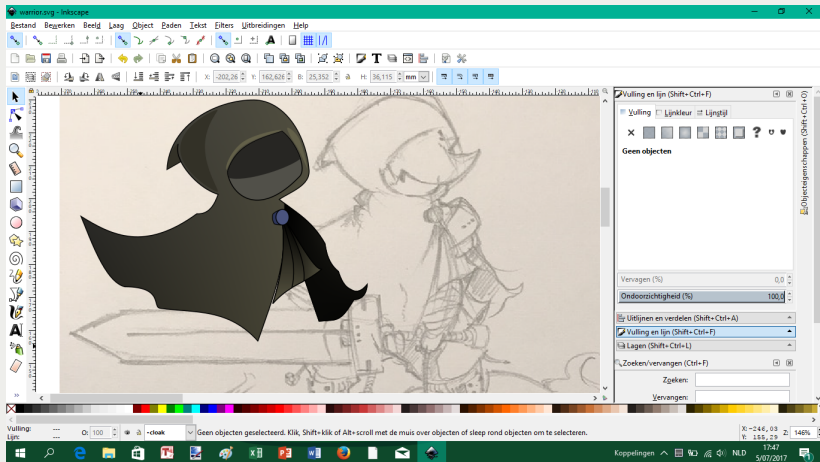 warrior.svg - Inkscape
Bestand Bewerken Beeld Laag Object Paden Tekst Filters Uitbreidingen Help
X: -202,26 Y: 162,626 B: 25,352 H: 36,115 mm
Vulling en lijn (Shift+Ctrl+F)
Vulling Lijnkleur Lijnstijl
Geen objecten
Objecteigenschappen (Shift+Ctrl+O)
Vervagen (%) 0,0
Ondoorzichtigheid (%) 100,0
Uitlijnen en verdelen (Shift+Ctrl+A)
Vulling en lijn (Shift+Ctrl+F)
Lagen (Shift+Ctrl+L)
Zoeken/vervangen (Ctrl+F)
Zoeken:
Vervangen:
Vulling: ---
Lijn: ---
O: 100
-cloak
Geen objecten geselecteerd. Klik, Shift+klik of Alt+scroll met de muis over objecten of sleep rond objecten om te selecteren.
X: -246,03
Y: 155,29
Z: 146%
Koppelingen
NLD
17:47
5/07/2017